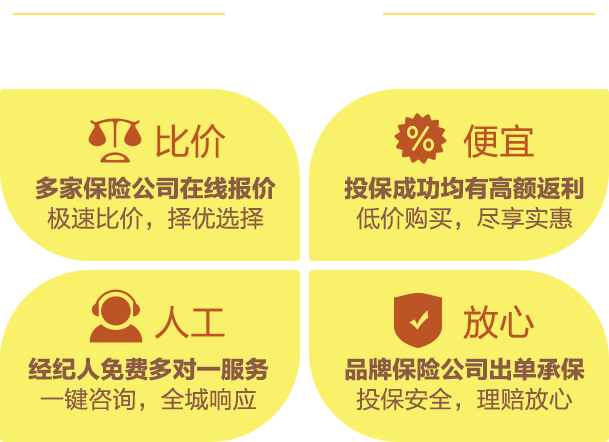 比价
多家保险公司在线报价
极速比价，择优选择
便宜
投保成功均有高额返利
低价购买，尽享实惠
人工
经纪人免费多对一服务
一键咨询，全城响应
放心
品牌保险公司出单承保
投保安全，理赔放心